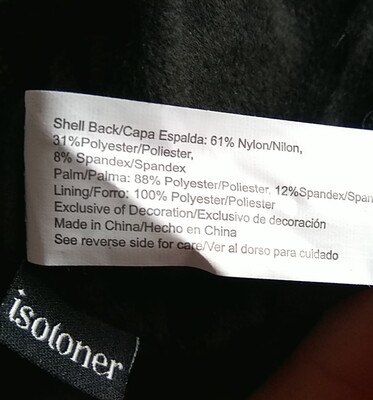 Shell Back/Capa Espalda: 61% Nylon/Nilon,
31%Polyester/Poliester,
8% Spandex/Spandex
Palm/Palma: 88% Polyester/Poliester, 12%Spandex/Span
Lining/Forro: 100% Polyester/Poliester
Exclusive of Decoration/Exclusivo de decoración
Made in China/Hecho en China
See reverse side for care/Ver al dorso para cuidado
isotoner